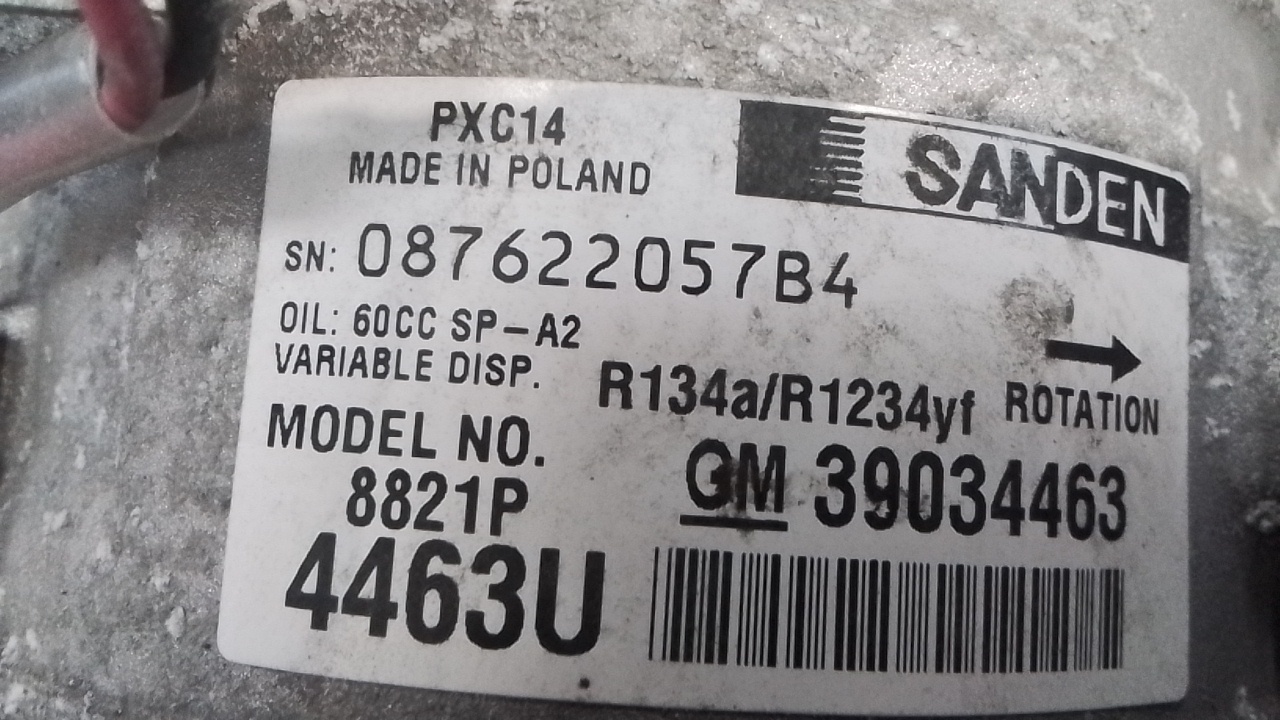 PXC14
MADE IN POLAND
SANDEN
SN: 087622057B4
OIL: 60CC SP-A2
VARIABLE DISP.
R134a/R1234yf
ROTATION
MODEL NO.
8821P
GM 39034463
4463U